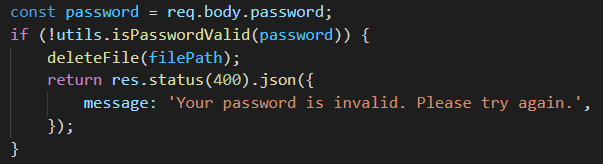 const password = req.body.password;
if (!utils.isPasswordValid(password)) {
    deleteFile(filePath);
    return res.status(400).json({
        message: 'Your password is invalid. Please try again.',
    });
}